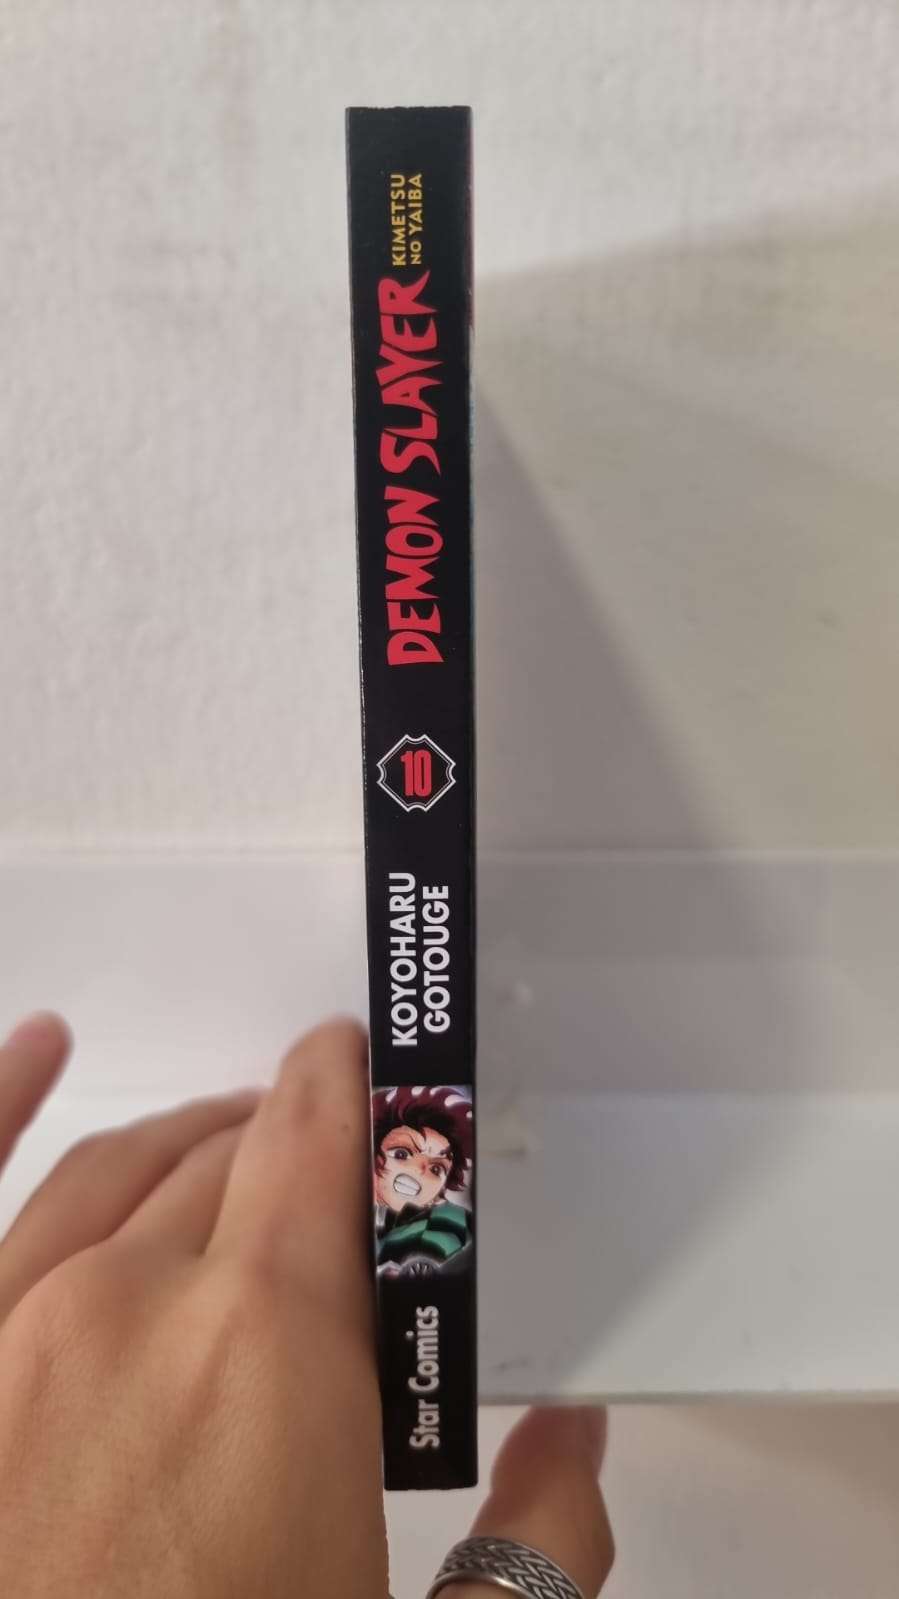 Star Comics
KOYOHARU
GOTOUGE
10
DEMON SLAYER
KIMETSU
NO YAIBA